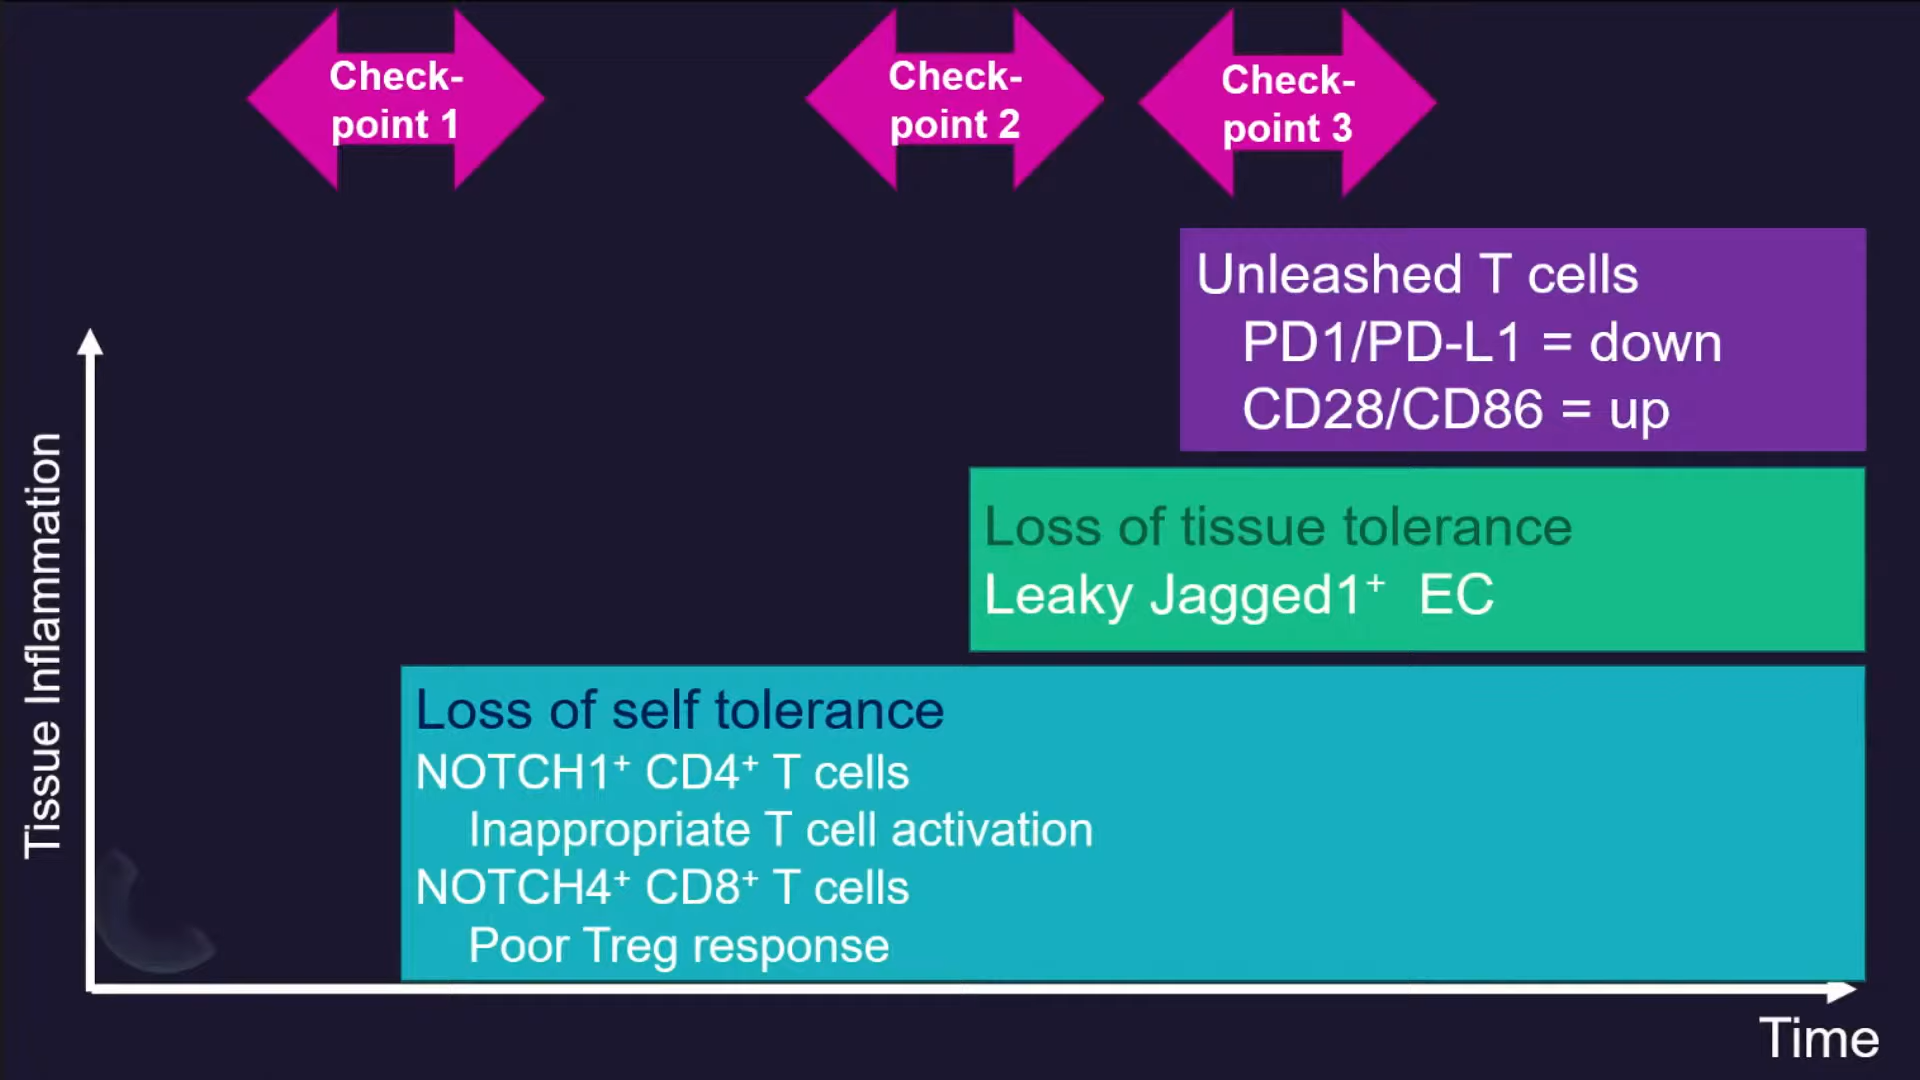 Check-
point 1
Check-
point 2
Check-
point 3
Unleashed T cells
PD1/PD-L1 = down
CD28/CD86 = up
Loss of tissue tolerance
Leaky Jagged1⁺ EC
Loss of self tolerance
NOTCH1⁺ CD4⁺ T cells
Inappropriate T cell activation
NOTCH4⁺ CD8⁺ T cells
Poor Treg response
Tissue Inflammation
Time